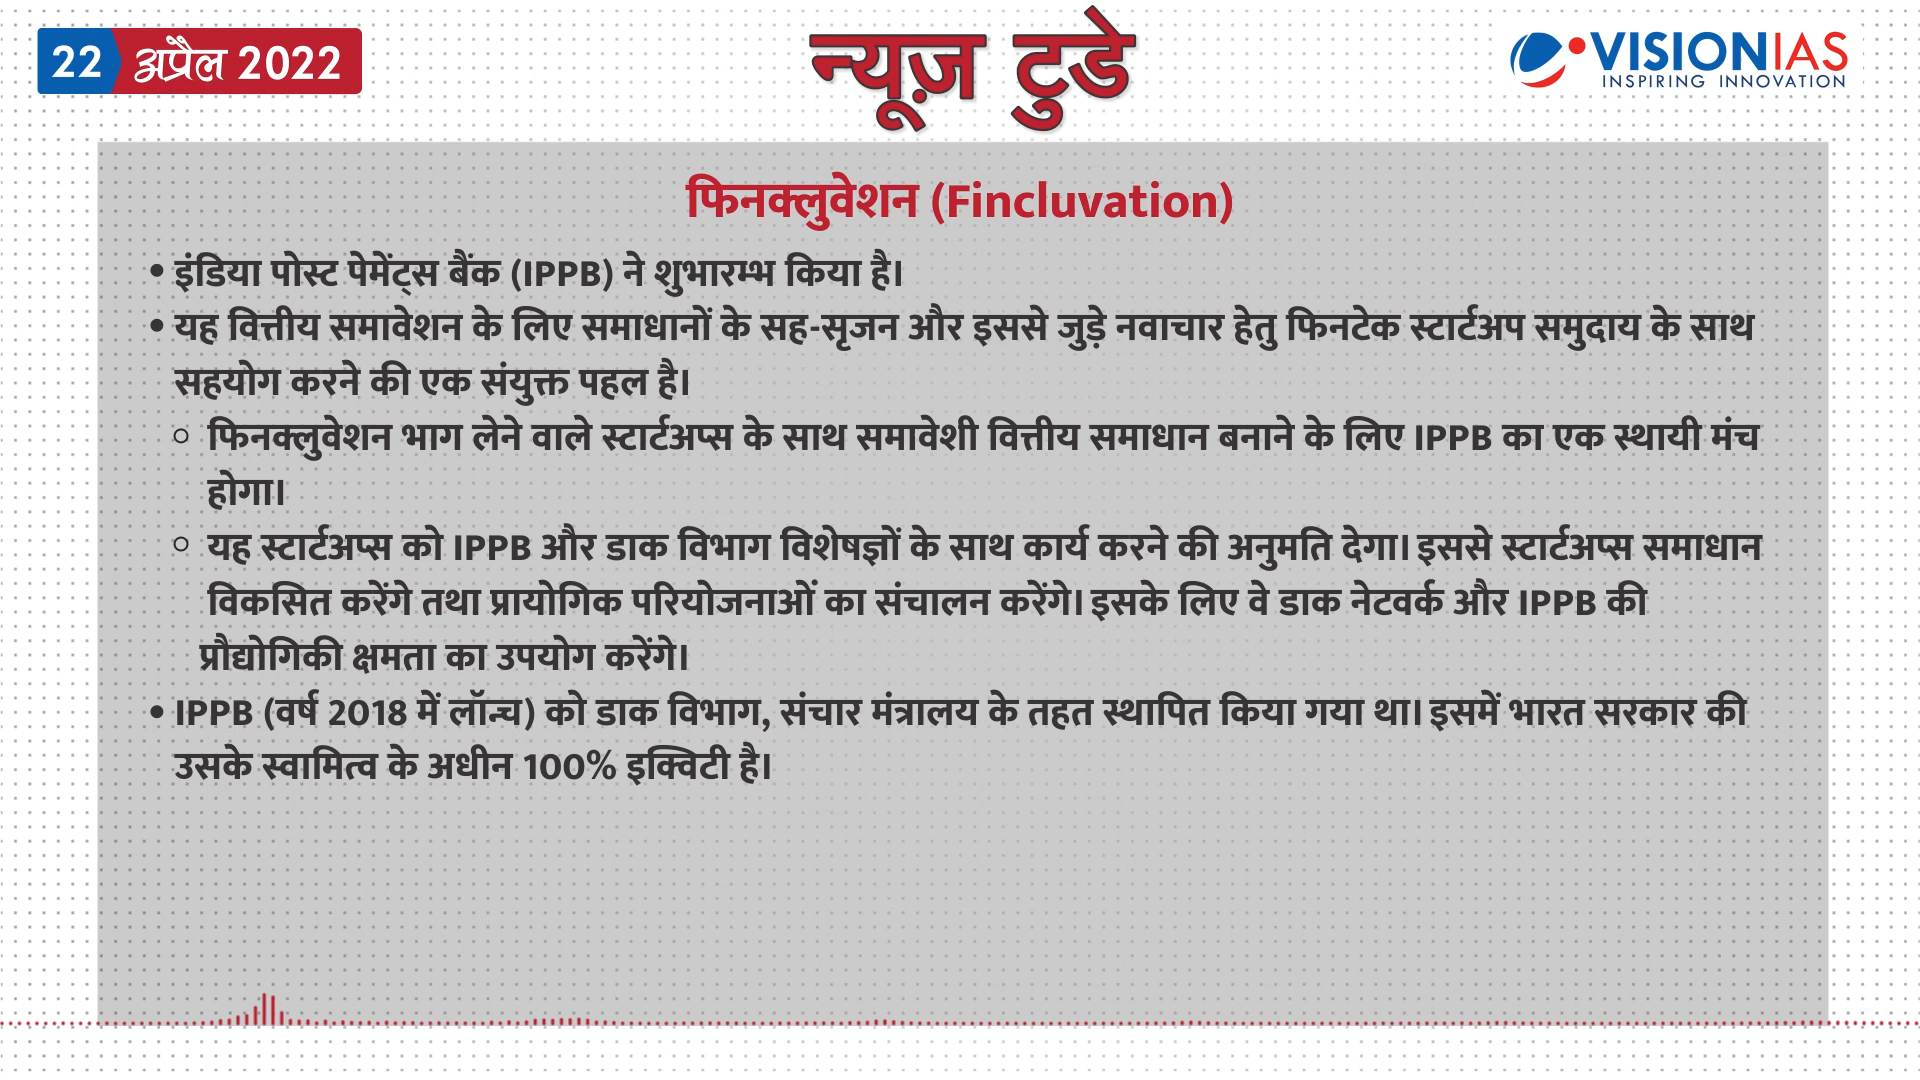 22 अप्रैल 2022
न्यूज़ टुडे
VISIONIAS
INSPIRING INNOVATION
फिनक्लुवेशन (Fincluvation)
• इंडिया पोस्ट पेमेंट्स बैंक (IPPB) ने शुभारम्भ किया है।
• यह वित्तीय समावेशन के लिए समाधानों के सह-सृजन और इससे जुड़े नवाचार हेतु फिनटेक स्टार्टअप समुदाय के साथ
सहयोग करने की एक संयुक्त पहल है।
○ फिनक्लुवेशन भाग लेने वाले स्टार्टअप्स के साथ समावेशी वित्तीय समाधान बनाने के लिए IPPB का एक स्थायी मंच
होगा।
○ यह स्टार्टअप्स को IPPB और डाक विभाग विशेषज्ञों के साथ कार्य करने की अनुमति देगा। इससे स्टार्टअप्स समाधान
विकसित करेंगे तथा प्रायोगिक परियोजनाओं का संचालन करेंगे। इसके लिए वे डाक नेटवर्क और IPPB की
प्रौद्योगिकी क्षमता का उपयोग करेंगे।
• IPPB (वर्ष 2018 में लॉन्च) को डाक विभाग, संचार मंत्रालय के तहत स्थापित किया गया था। इसमें भारत सरकार की
उसके स्वामित्व के अधीन 100% इक्विटी है।